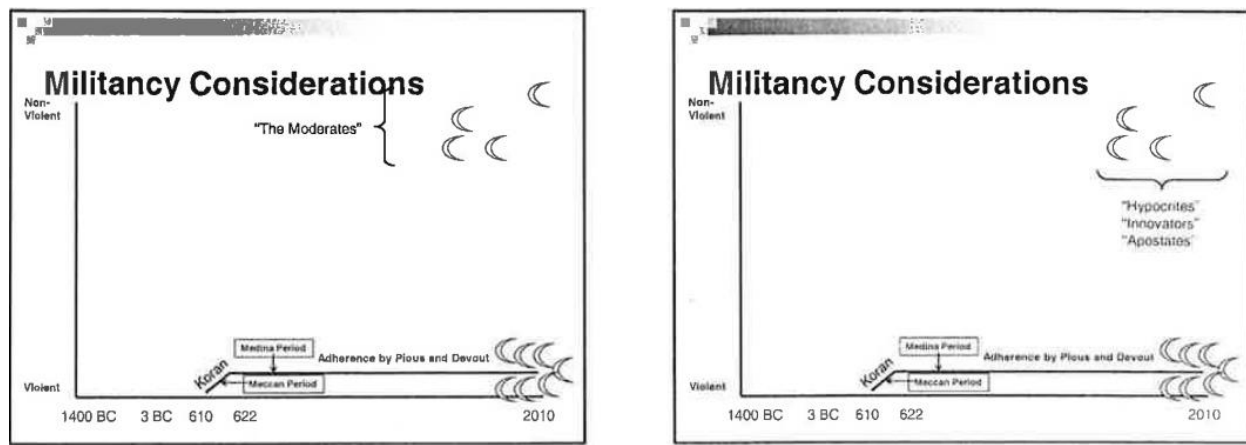 Militancy Considerations
Non-
Violent
"The Moderates"
Medina Period
Adherence by Pious and Devout
Koran
Meccan Period
Violent
1400 BC 3 BC 610 622 2010
Militancy Considerations
Non-
Violent
"Hypocrites"
"Innovators"
"Apostates"
Medina Period
Adherence by Pious and Devout
Koran
Meccan Period
Violent
1400 BC 3 BC 610 622 2010